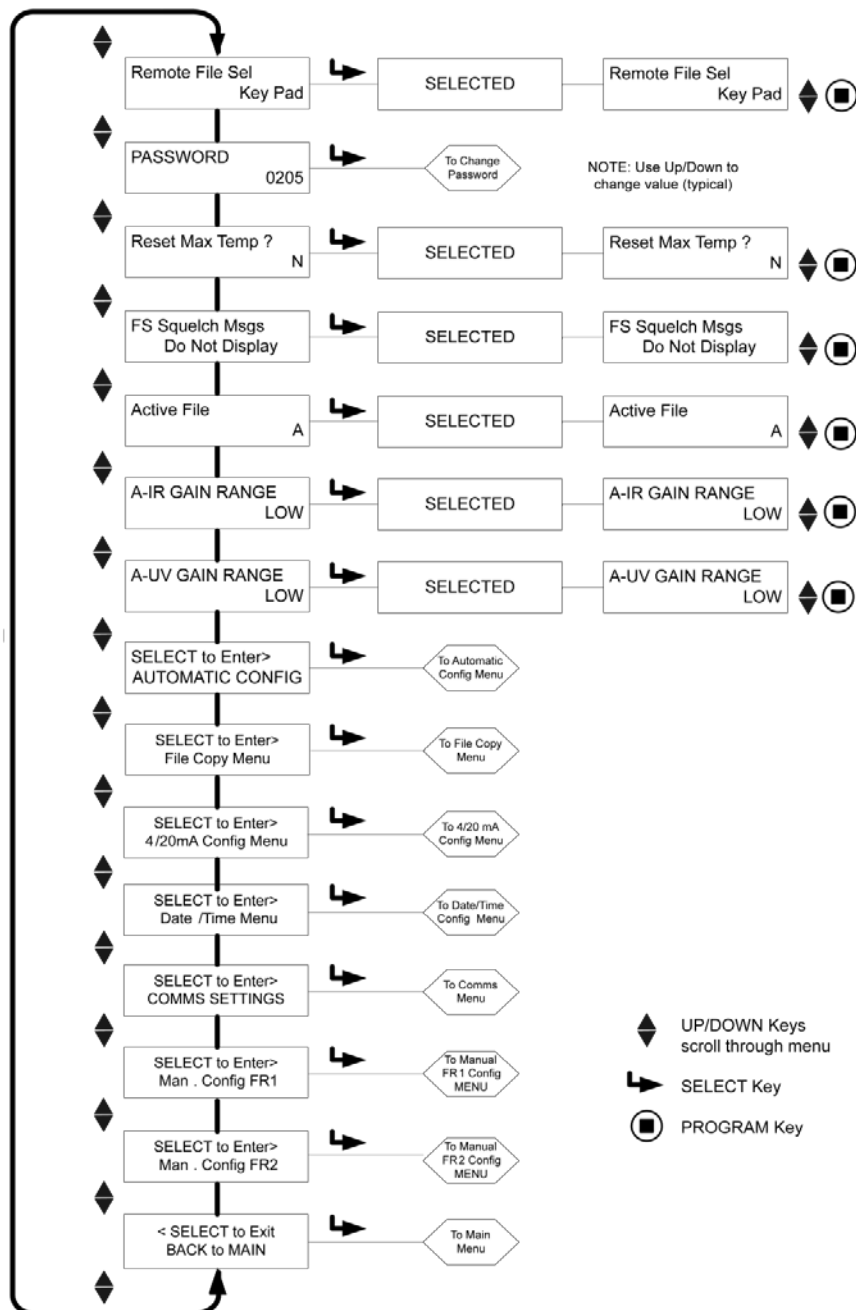 Remote File Sel
Key Pad
SELECTED
Remote File Sel
Key Pad
PASSWORD
0205
To Change
Password
NOTE: Use Up/Down to
change value (typical)
Reset Max Temp ?
N
SELECTED
Reset Max Temp ?
N
FS Squelch Msgs
Do Not Display
SELECTED
FS Squelch Msgs
Do Not Display
Active File
A
SELECTED
Active File
A
A-IR GAIN RANGE
LOW
SELECTED
A-IR GAIN RANGE
LOW
A-UV GAIN RANGE
LOW
SELECTED
A-UV GAIN RANGE
LOW
SELECT to Enter>
AUTOMATIC CONFIG
To Automatic
Config Menu
SELECT to Enter>
File Copy Menu
To File Copy
Menu
SELECT to Enter>
4/20mA Config Menu
To 4/20 mA
Config Menu
SELECT to Enter>
Date /Time Menu
To Date/Time
Config Menu
SELECT to Enter>
COMMS SETTINGS
To Comms
Menu
SELECT to Enter>
Man . Config FR1
To Manual
FR1 Config
MENU
SELECT to Enter>
Man . Config FR2
To Manual
FR2 Config
MENU
< SELECT to Exit
BACK to MAIN
To Main
Menu
UP/DOWN Keys
scroll through menu
SELECT Key
PROGRAM Key